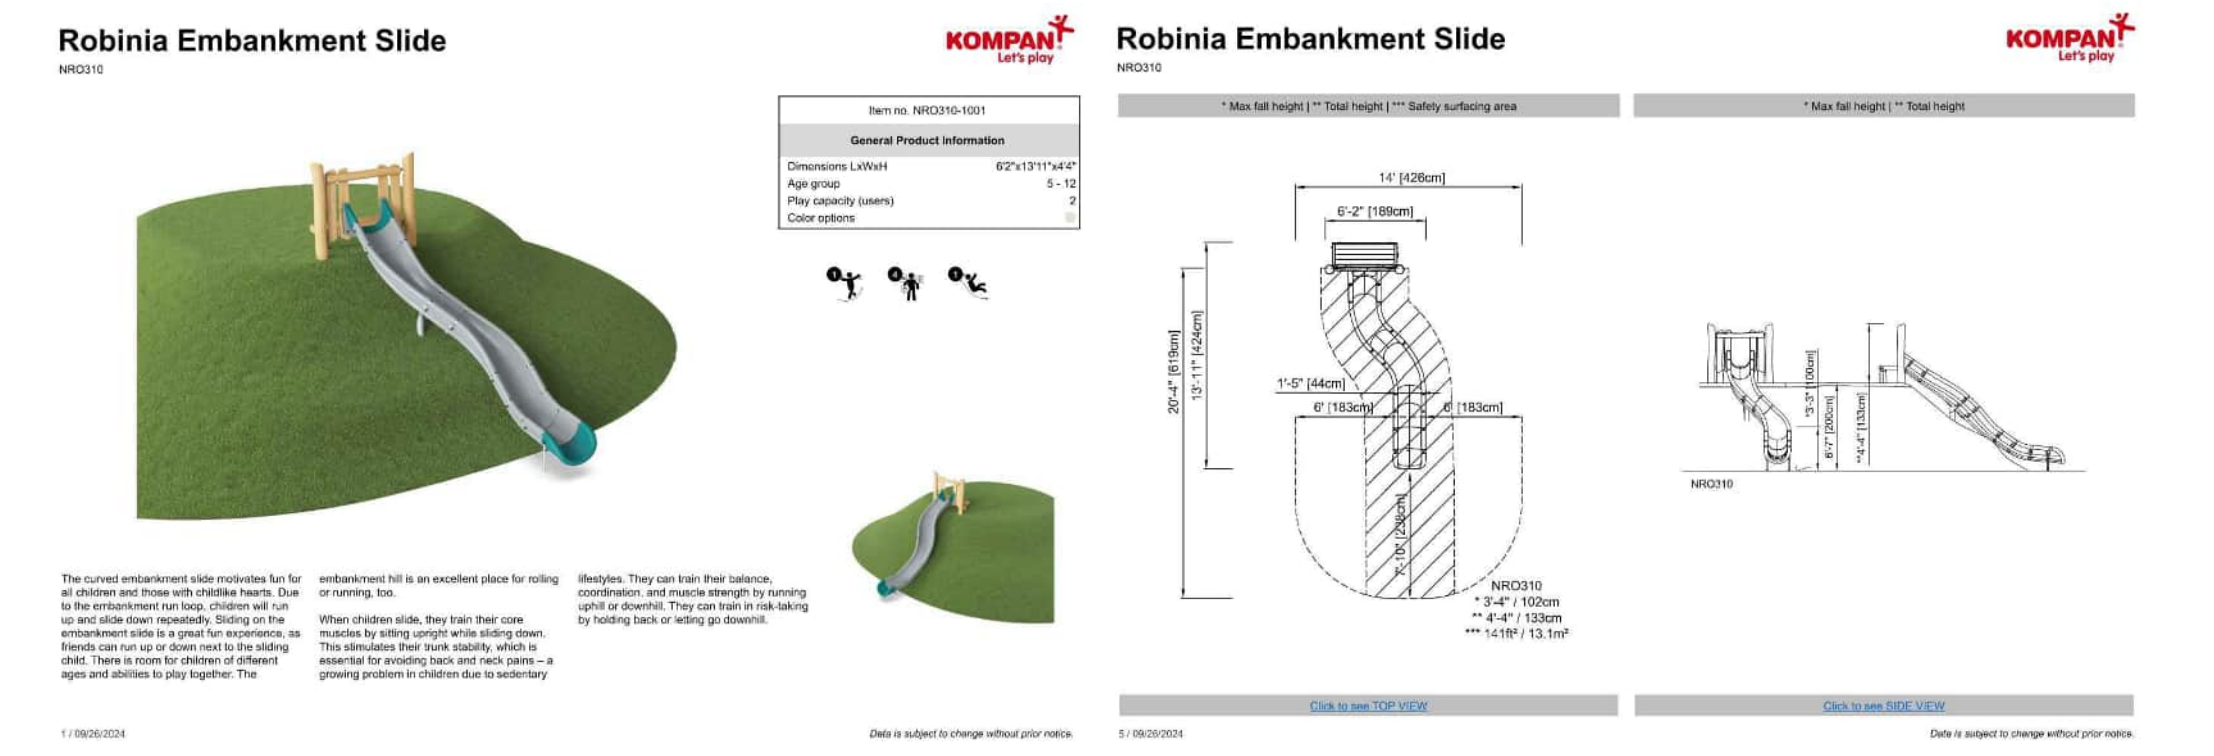 Robinia Embankment Slide
NRO310
KOMPAN
Let's play
Item no. NRO310-1001
General Product Information
Dimensions LxWxH 6'2"x13'11"x4'4"
Age group 5 - 12
Play capacity (users) 2
Color options
The curved embankment slide motivates fun for
all children and those with childlike hearts. Due
to the embankment run loop, children will run
up and slide down repeatedly. Sliding on the
embankment slide is a great fun experience, as
friends can run up or down next to the sliding
child. There is room for children of different
ages and abilities to play together. The
embankment hill is an excellent place for rolling
or running, too.
When children slide, they train their core
muscles by sitting upright while sliding down.
This stimulates their trunk stability, which is
essential for avoiding back and neck pains – a
growing problem in children due to sedentary
lifestyles. They can train their balance,
coordination, and muscle strength by running
uphill or downhill. They can train in risk-taking
by holding back or letting go downhill.
1 / 09/26/2024
Data is subject to change without prior notice.
Robinia Embankment Slide
NRO310
KOMPAN
Let's play
* Max fall height | ** Total height | *** Safety surfacing area
14' [426cm]
6'-2" [189cm]
20'-4" [619cm]
13'-11" [424cm]
1'-5" [44cm]
6' [183cm]
6' [183cm]
7'-10" [238cm]
NRO310
* 3'-4" / 102cm
** 4'-4" / 133cm
*** 141ft² / 13.1m²
Click to see TOP VIEW
* Max fall height | ** Total height
*3'-3" [100cm]
6'-7" [200cm]
**4'-4" [133cm]
NRO310
Click to see SIDE VIEW
5 / 09/26/2024
Data is subject to change without prior notice.